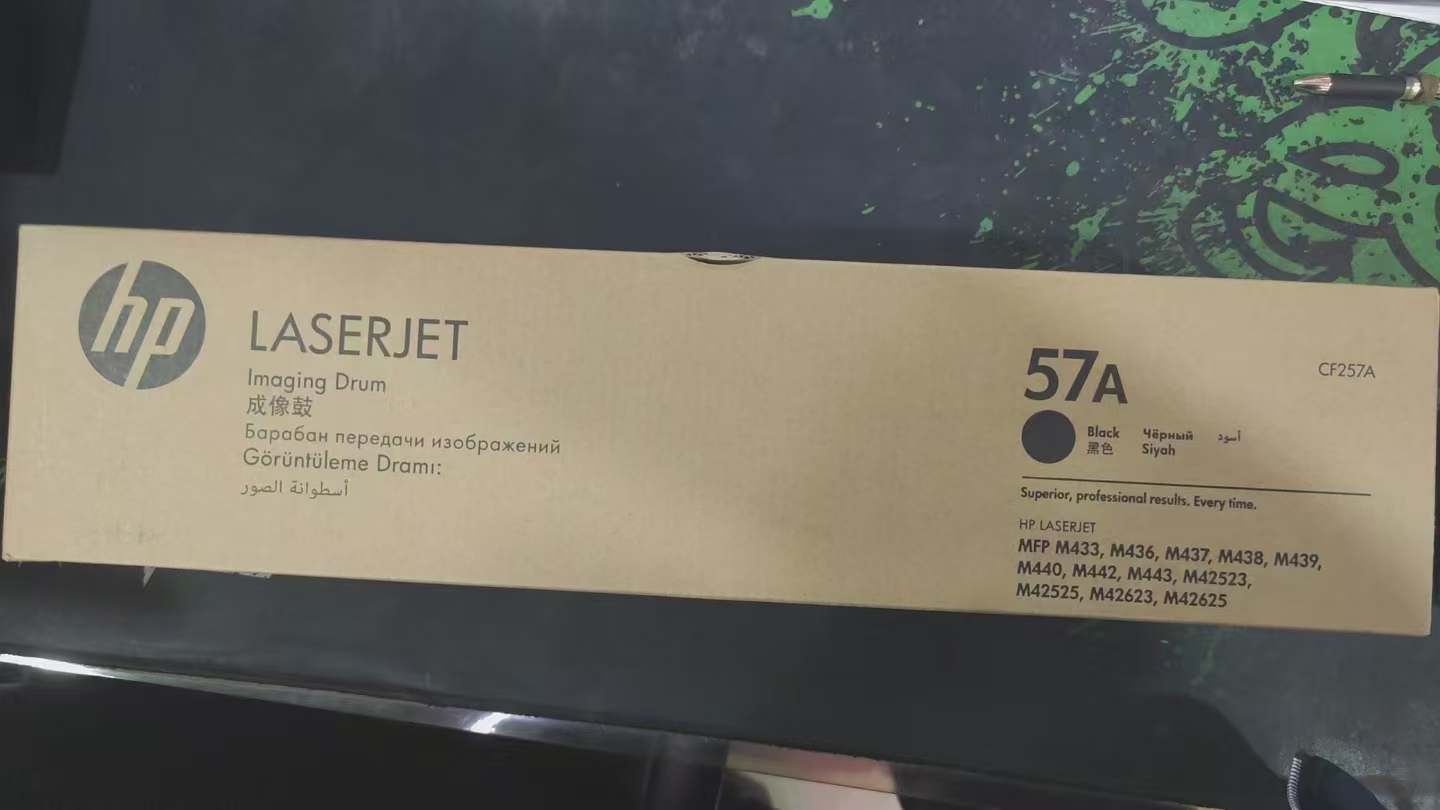 hp
LASERJET
Imaging Drum
成像鼓
Барабан передачи изображений
Görüntüleme Dramı:
أسطوانة الصور
57A
CF257A
Black Чёрный أسود
黑色 Siyah
Superior, professional results. Every time.
HP LASERJET
MFP M433, M436, M437, M438, M439,
M440, M442, M443, M42523,
M42525, M42623, M42625